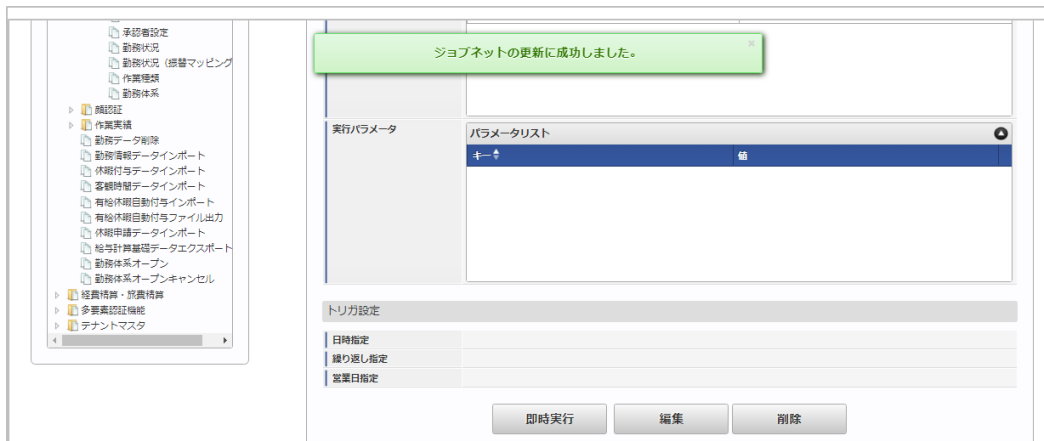 承認者設定
勤務状況
勤務状況（振替マッピング
作業種類
勤務体系
顔認証
作業実績
勤務データ削除
勤務情報データインポート
休暇付与データインポート
客観時間データインポート
有給休暇自動付与インポート
有給休暇自動付与ファイル出力
休暇申請データインポート
給与計算基礎データエクスポート
勤務体系オープン
勤務体系オープンキャンセル
経費精算・旅費精算
多要素認証機能
テナントマスタ
ジョブネットの更新に成功しました。
×
実行パラメータ
パラメータリスト
キー
値
トリガ設定
日時指定
繰り返し指定
営業日指定
即時実行
編集
削除